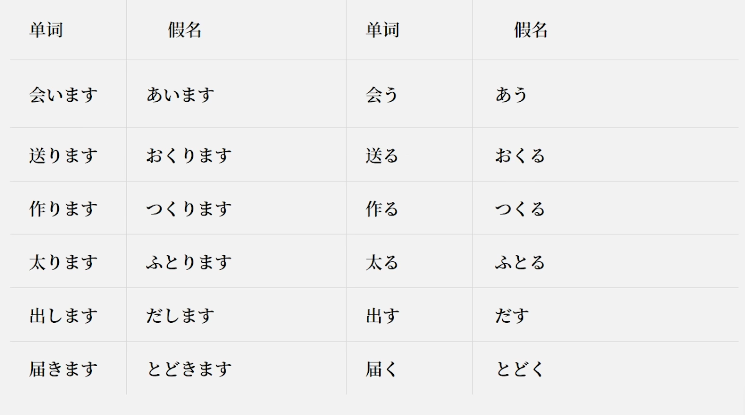 单词 假名 单词 假名
会います あいます 会う あう
送ります おくります 送る おくる
作ります つくります 作る つくる
太ります ふとります 太る ふとる
出します だします 出す だす
届きます とどきます 届く とどく